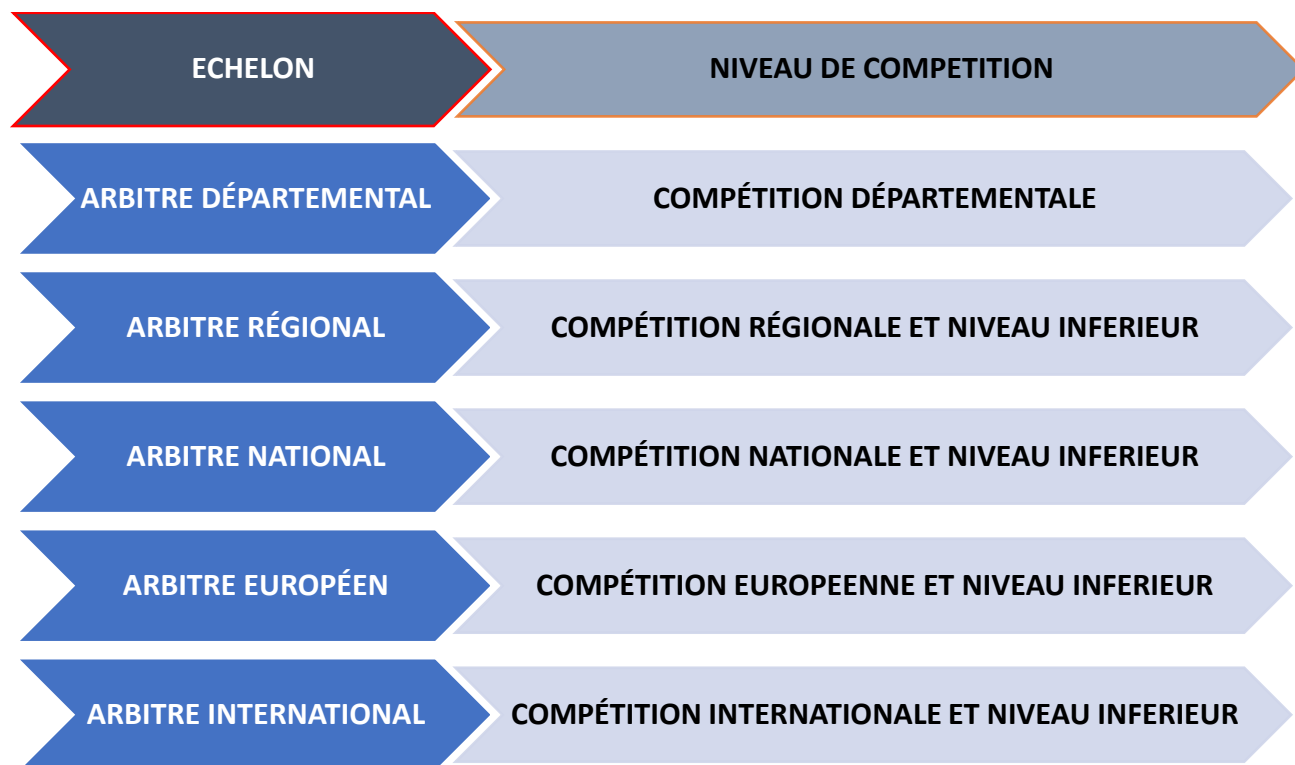 ECHELON
NIVEAU DE COMPETITION
ARBITRE DÉPARTEMENTAL
COMPÉTITION DÉPARTEMENTALE
ARBITRE RÉGIONAL
COMPÉTITION RÉGIONALE ET NIVEAU INFERIEUR
ARBITRE NATIONAL
COMPÉTITION NATIONALE ET NIVEAU INFERIEUR
ARBITRE EUROPÉEN
COMPÉTITION EUROPEENNE ET NIVEAU INFERIEUR
ARBITRE INTERNATIONAL
COMPÉTITION INTERNATIONALE ET NIVEAU INFERIEUR